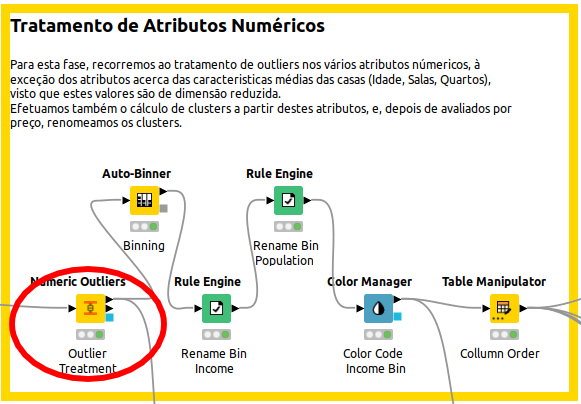 Tratamento de Atributos Numéricos
Para esta fase, recorremos ao tratamento de outliers nos vários atributos númericos, à
exceção dos atributos acerca das caracteristicas médias das casas (Idade, Salas, Quartos),
visto que estes valores são de dimensão reduzida.
Efetuamos também o cálculo de clusters a partir destes atributos, e, depois de avaliados por
preço, renomeamos os clusters.
Auto-Binner
Rule Engine
Binning
Rename Bin
Population
Numeric Outliers
Rule Engine
Color Manager
Table Manipulator
Outlier
Treatment
Rename Bin
Income
Color Code
Income Bin
Collumn Order